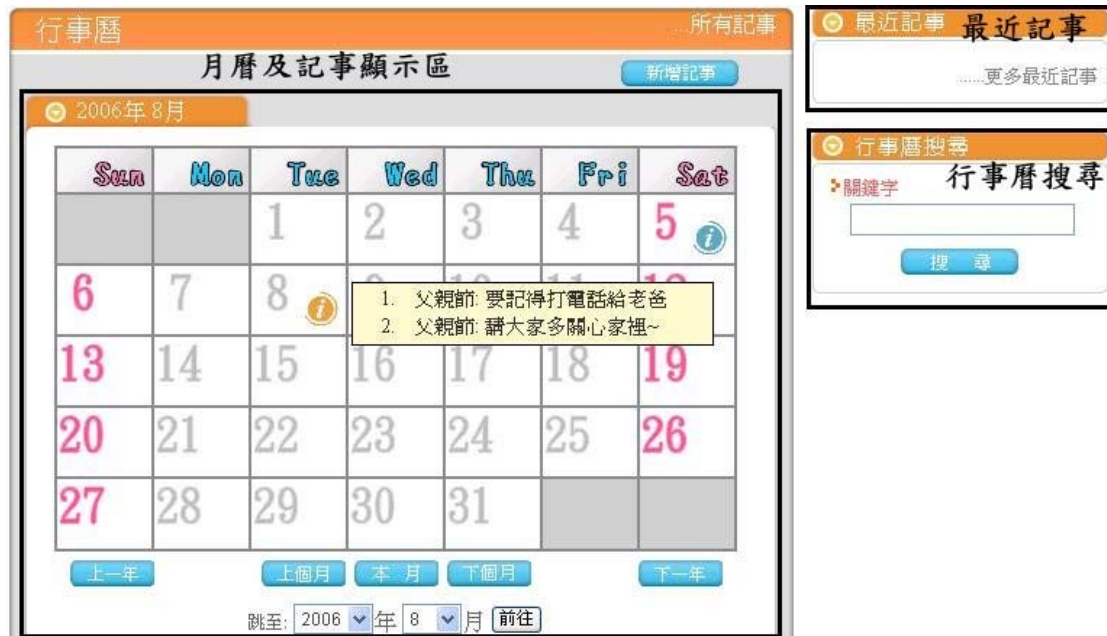 行事曆
...所有記事
月曆及記事顯示區
新增記事
2006年 8月
Sun Mon Tue Wed Thu Fri Sat
1 2 3 4 5
6 7 8
1. 父親節: 要記得打電話給老爸
2. 父親節: 請大家多關心家裡~
13 14 15 16 17 18 19
20 21 22 23 24 25 26
27 28 29 30 31
上一年 上個月 本 月 下個月 下一年
跳至: 2006 年 8 月 前往
最近記事 最近記事
......更多最近記事
行事曆搜尋
行事曆搜尋
關鍵字
搜 尋